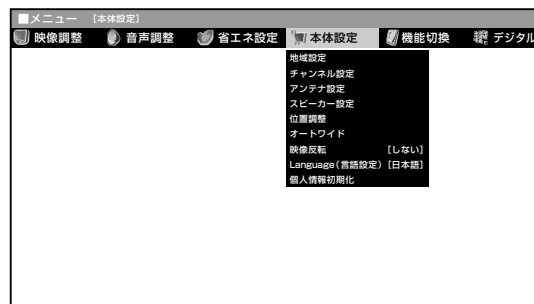 ■メニュー [本体設定]
映像調整 音声調整 省エネ設定 本体設定 機能切換 デジタル
地域設定
チャンネル設定
アンテナ設定
スピーカー設定
位置調整
オートワイド
映像反転 [しない]
Language(言語設定) [日本語]
個人情報初期化